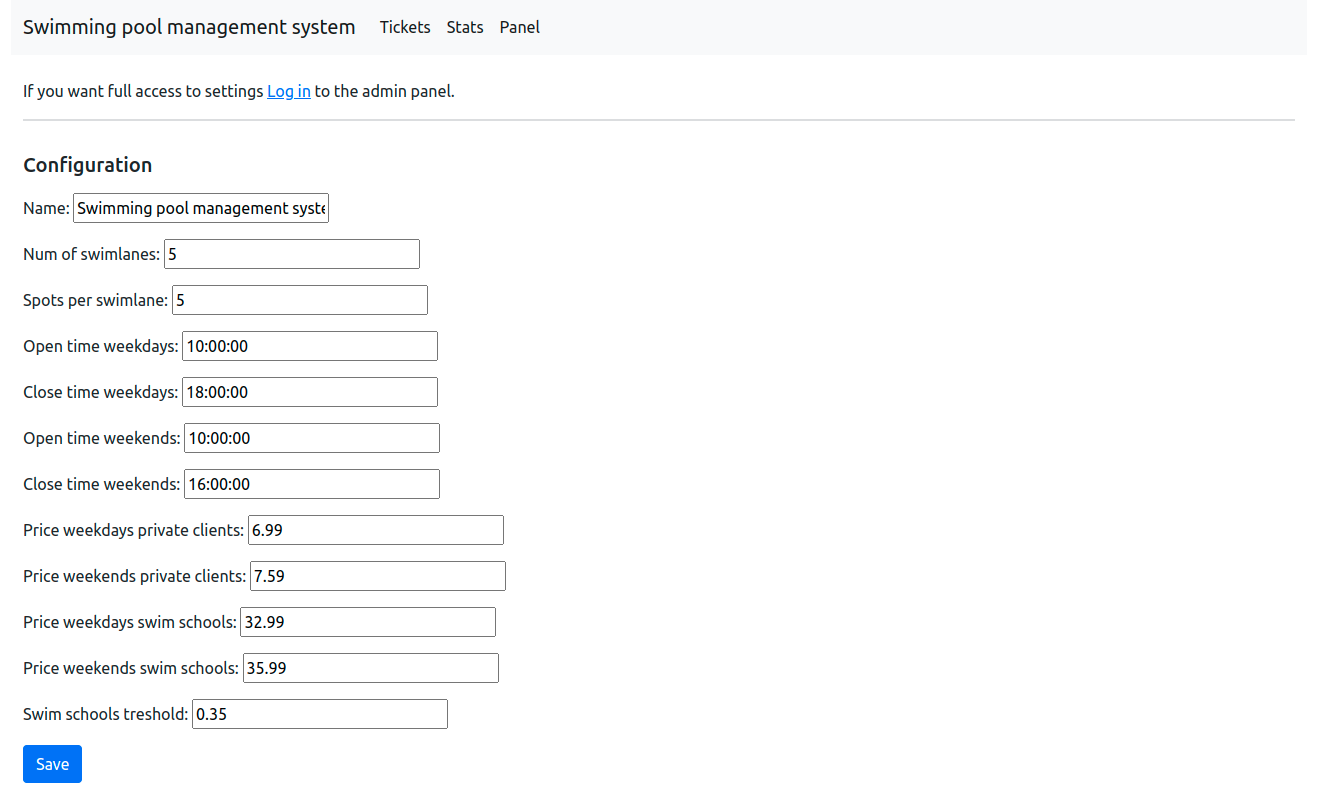 Swimming pool management system Tickets Stats Panel
If you want full access to settings Log in to the admin panel.
Configuration
Name: Swimming pool management syste
Num of swimlanes: 5
Spots per swimlane: 5
Open time weekdays: 10:00:00
Close time weekdays: 18:00:00
Open time weekends: 10:00:00
Close time weekends: 16:00:00
Price weekdays private clients: 6.99
Price weekends private clients: 7.59
Price weekdays swim schools: 32.99
Price weekends swim schools: 35.99
Swim schools treshold: 0.35
Save